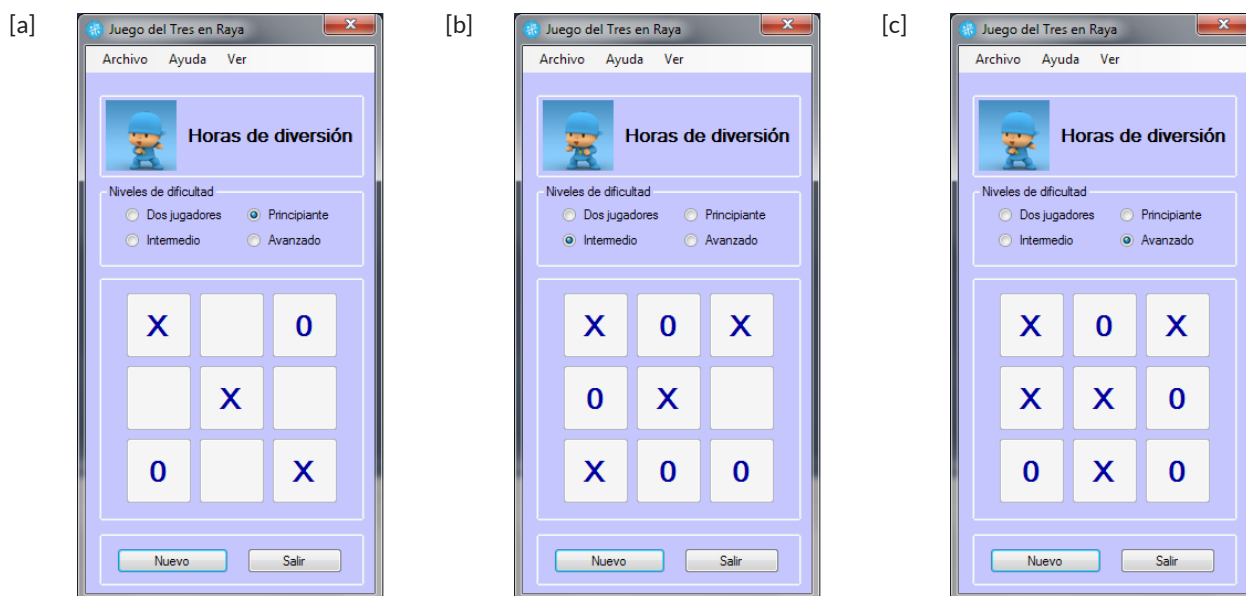 [a]
Juego del Tres en Raya
Archivo Ayuda Ver
Horas de diversión
Niveles de dificultad
Dos jugadores Principiante
Intermedio Avanzado
X 0
X
0 X
Nuevo Salir
[b]
Juego del Tres en Raya
Archivo Ayuda Ver
Horas de diversión
Niveles de dificultad
Dos jugadores Principiante
Intermedio Avanzado
X 0 X
0 X
X 0 0
Nuevo Salir
[c]
Juego del Tres en Raya
Archivo Ayuda Ver
Horas de diversión
Niveles de dificultad
Dos jugadores Principiante
Intermedio Avanzado
X 0 X
X X 0
0 X 0
Nuevo Salir